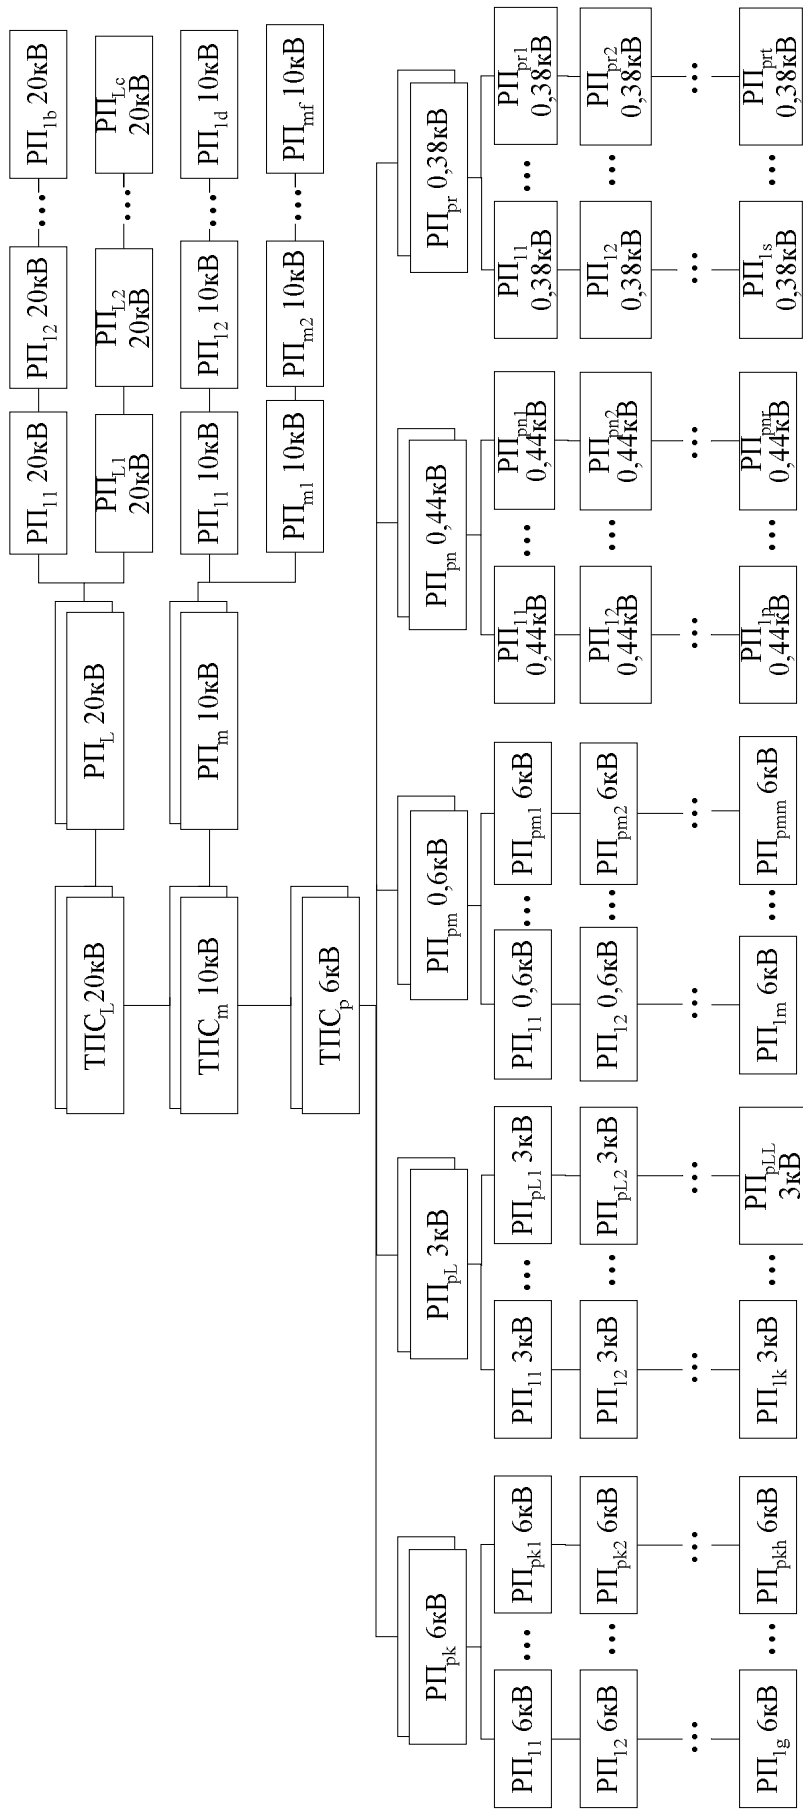 РП11 20кВ
РП12 20кВ
...
РП1b 20кВ
ТПСL 20кВ
РПL 20кВ
РПL1
20кВ
РПL2
20кВ
...
РПLc
20кВ
РП11 10кВ
РП12 10кВ
...
РП1d 10кВ
ТПСm 10кВ
РПm 10кВ
РПm1 10кВ
РПm2 10кВ
...
РПmf 10кВ
ТПСp 6кВ
РПpk 6кВ
РПpL 3кВ
РПpm 0,6кВ
РПpn 0,44кВ
РПpr 0,38кВ
РП11 6кВ
...
РПpk1 6кВ
РП11 3кВ
...
РПpL1 3кВ
РП11 0,6кВ
...
РПpm1 6кВ
РП11
0,44кВ
...
РПpn1
0,44кВ
РП11
0,38кВ
...
РПpr1
0,38кВ
РП12 6кВ
...
РПpk2 6кВ
РП12 3кВ
...
РПpL2 3кВ
РП12 0,6кВ
...
РПpm2 6кВ
РП12
0,44кВ
...
РПpn2
0,44кВ
РП12
0,38кВ
...
РПpr2
0,38кВ
...
...
...
...
...
...
...
...
...
...
РП1g 6кВ
...
РПpkh 6кВ
РП1k 3кВ
...
РПpLL
3кВ
РП1m 6кВ
...
РПpmm 6кВ
РП1p
0,44кВ
...
РПpnr
0,44кВ
РП1s
0,38кВ
...
РПprt
0,38кВ